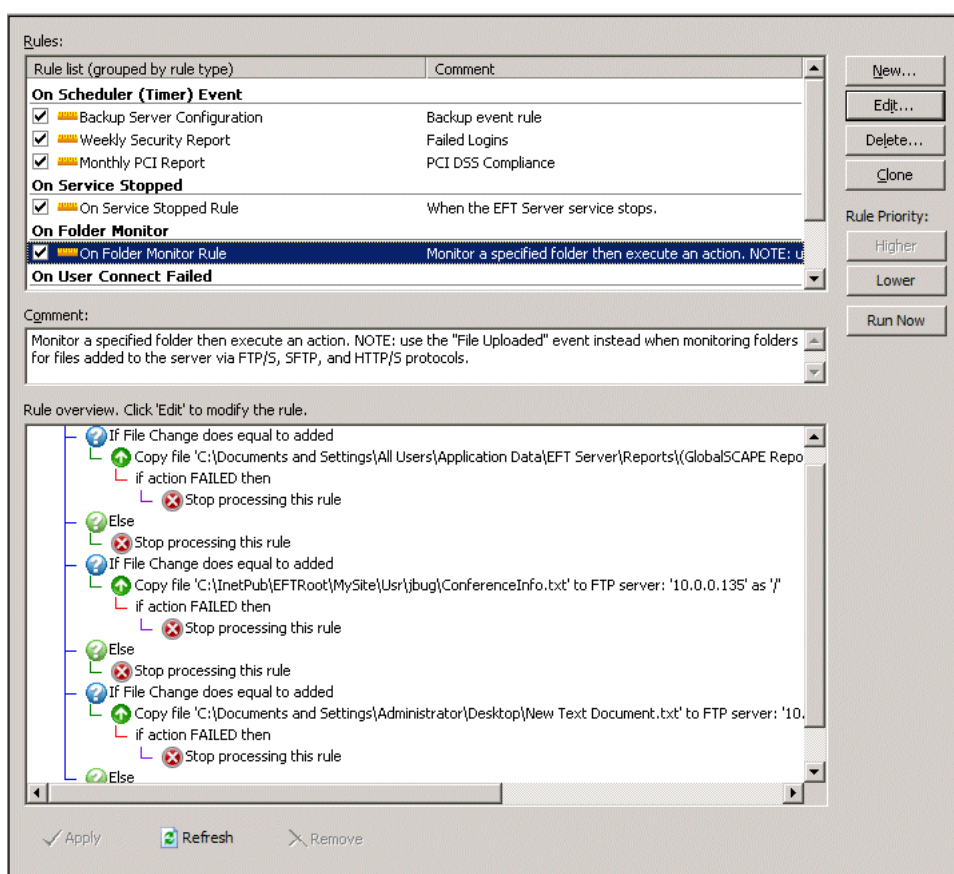 Rules:
Rule list (grouped by rule type) Comment
On Scheduler (Timer) Event
Backup Server Configuration Backup event rule
Weekly Security Report Failed Logins
Monthly PCI Report PCI DSS Compliance
On Service Stopped
On Service Stopped Rule When the EFT Server service stops.
On Folder Monitor
On Folder Monitor Rule Monitor a specified folder then execute an action. NOTE: u
On User Connect Failed
New...
Edit...
Delete...
Clone
Rule Priority:
Higher
Lower
Run Now
Comment:
Monitor a specified folder then execute an action. NOTE: use the "File Uploaded" event instead when monitoring folders
for files added to the server via FTP/S, SFTP, and HTTP/S protocols.
Rule overview. Click 'Edit' to modify the rule.
If File Change does equal to added
Copy file 'C:\Documents and Settings\All Users\Application Data\EFT Server\Reports\(GlobalSCAPE Repo
if action FAILED then
Stop processing this rule
Else
Stop processing this rule
If File Change does equal to added
Copy file 'C:\InetPub\EFTRoot\MySite\Usr\jbug\ConferenceInfo.txt' to FTP server: '10.0.0.135' as '/'
if action FAILED then
Stop processing this rule
Else
Stop processing this rule
If File Change does equal to added
Copy file 'C:\Documents and Settings\Administrator\Desktop\New Text Document.txt' to FTP server: '10.
if action FAILED then
Stop processing this rule
Else
Apply Refresh Remove